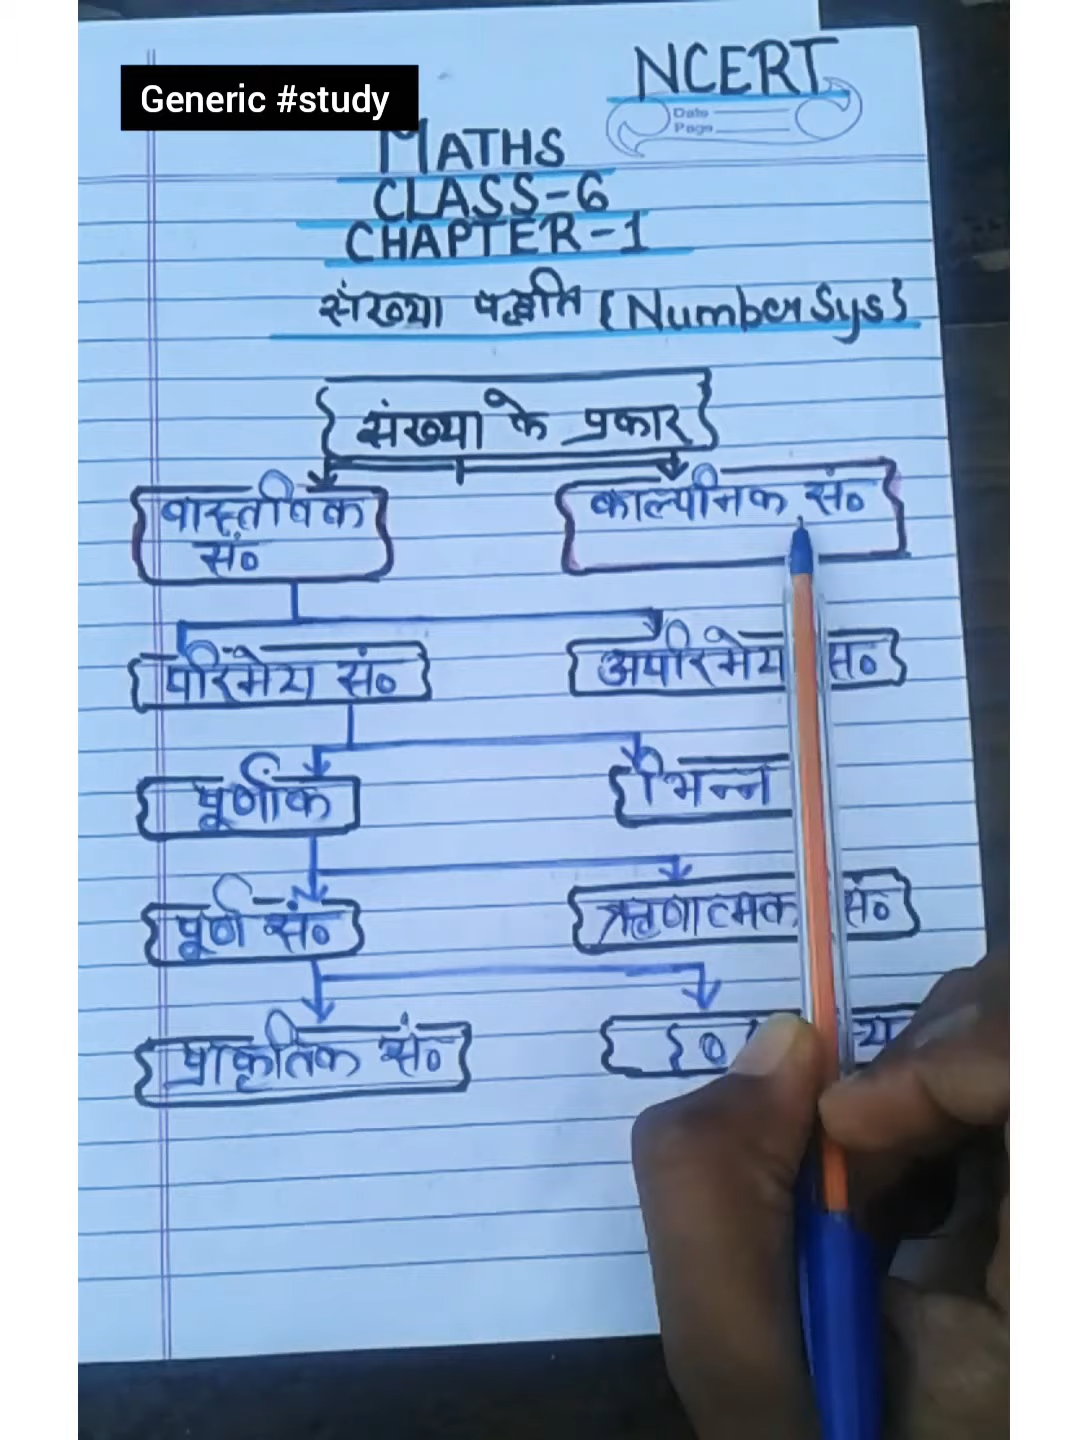 Generic #study
NCERT
Date
Page
MATHS
CLASS-6
CHAPTER-1
संख्या पद्धति {Number Sys}
संख्या के प्रकार
वास्तविक सं०
काल्पनिक सं०
परिमेय सं०
अपरिमेय सं०
पूर्णांक
भिन्न
पूर्ण सं०
ऋणात्मक सं०
प्राकृतिक सं०
{0